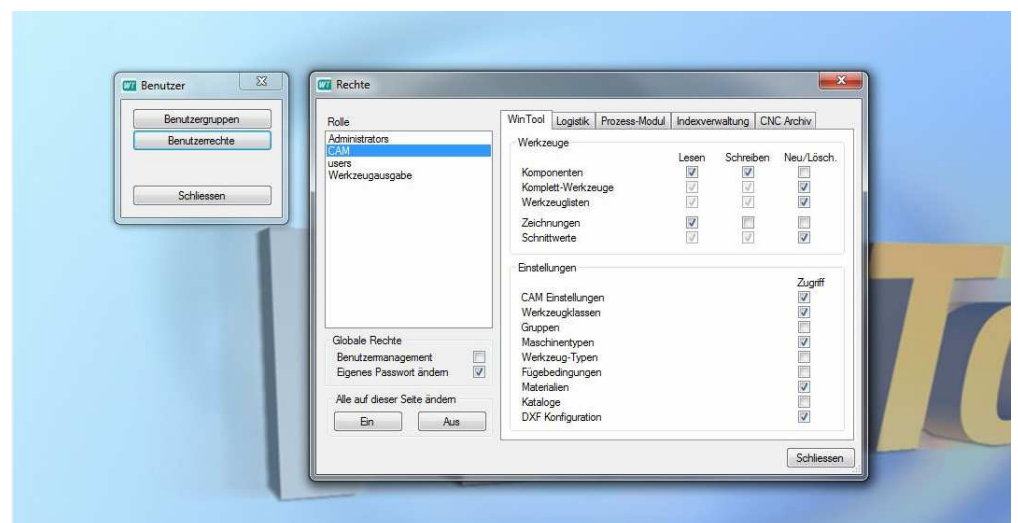 Benutzer
Benutzergruppen
Benutzerrechte
Schliessen
Rechte
Rolle
Administrators
CAM
users
Werkzeugausgabe
Globale Rechte
Benutzermanagement
Eigenes Passwort ändern
Alle auf dieser Seite ändern
Ein Aus
WinTool Logistik Prozess-Modul Indexverwaltung CNC Archiv
Werkzeuge
Lesen Schreiben Neu/Lösch.
Komponenten
Komplett-Werkzeuge
Werkzeuglisten
Zeichnungen
Schnittwerte
Einstellungen
Zugriff
CAM Einstellungen
Werkzeugklassen
Gruppen
Maschinentypen
Werkzeug-Typen
Fügebedingungen
Materialien
Kataloge
DXF Konfiguration
Schliessen